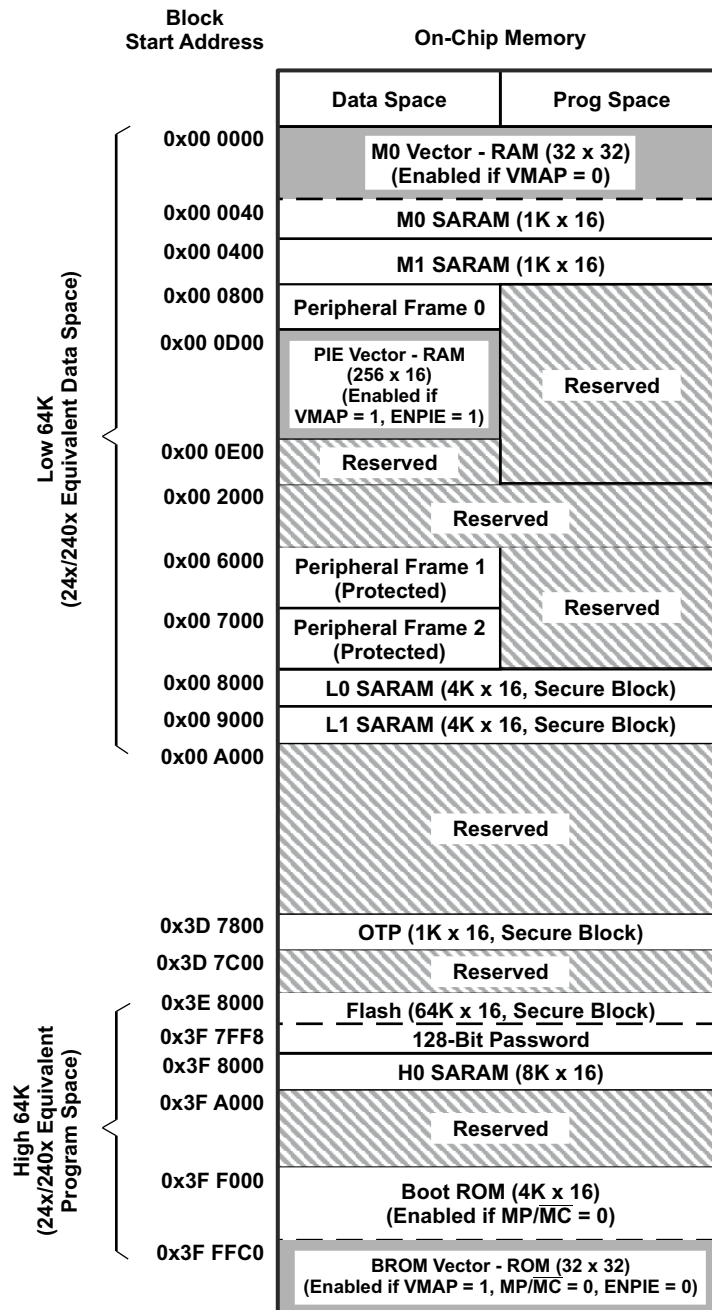 Block
Start Address
On-Chip Memory
Data Space
Prog Space
Low 64K
(24x/240x Equivalent Data Space)
0x00 0000
M0 Vector - RAM (32 x 32)
(Enabled if VMAP = 0)
0x00 0040
M0 SARAM (1K x 16)
0x00 0400
M1 SARAM (1K x 16)
0x00 0800
Peripheral Frame 0
Reserved
0x00 0D00
PIE Vector - RAM
(256 x 16)
(Enabled if
VMAP = 1, ENPIE = 1)
0x00 0E00
Reserved
0x00 2000
Reserved
0x00 6000
Peripheral Frame 1
(Protected)
Reserved
0x00 7000
Peripheral Frame 2
(Protected)
0x00 8000
L0 SARAM (4K x 16, Secure Block)
0x00 9000
L1 SARAM (4K x 16, Secure Block)
0x00 A000
Reserved
0x3D 7800
OTP (1K x 16, Secure Block)
0x3D 7C00
Reserved
High 64K
(24x/240x Equivalent
Program Space)
0x3E 8000
Flash (64K x 16, Secure Block)
0x3F 7FF8
128-Bit Password
0x3F 8000
H0 SARAM (8K x 16)
0x3F A000
Reserved
0x3F F000
Boot ROM (4K x 16)
(Enabled if MP/M̅C̅ = 0)
0x3F FFC0
BROM Vector - ROM (32 x 32)
(Enabled if VMAP = 1, MP/M̅C̅ = 0, ENPIE = 0)